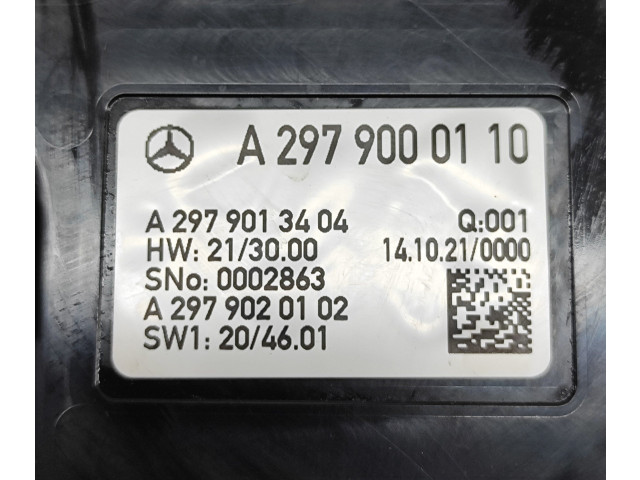 A 297 900 01 10
A 297 901 34 04 Q:001
HW: 21/30.00 14.10.21/0000
SNo: 0002863
A 297 902 01 02
SW1: 20/46.01